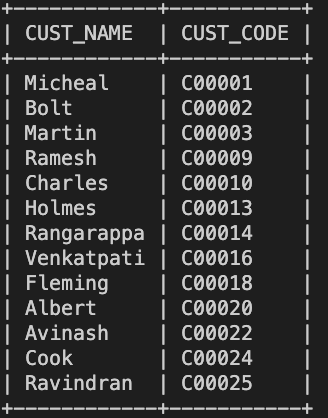 +------------+-----------+
| CUST_NAME  | CUST_CODE |
+------------+-----------+
| Micheal    | C00001    |
| Bolt       | C00002    |
| Martin     | C00003    |
| Ramesh     | C00009    |
| Charles    | C00010    |
| Holmes     | C00013    |
| Rangarappa | C00014    |
| Venkatpati | C00016    |
| Fleming    | C00018    |
| Albert     | C00020    |
| Avinash    | C00022    |
| Cook       | C00024    |
| Ravindran  | C00025    |
+------------+-----------+